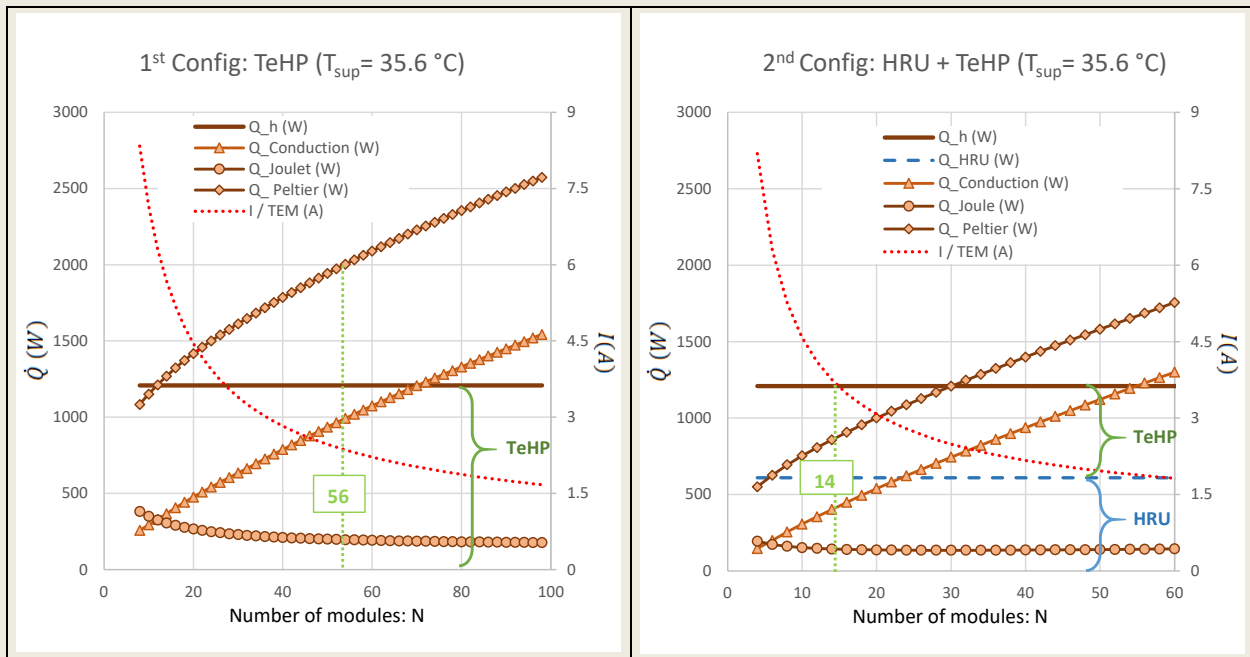 1st Config: TeHP (Tsup= 35.6 °C)
3000
2500
2000
1500
1000
500
0
9
7.5
6
4.5
3
1.5
0
Q_h (W)
Q_Conduction (W)
Q_Joulet (W)
Q_ Peltier (W)
I / TEM (A)
TeHP
56
Q̇ (W)
I(A)
0 20 40 60 80 100
Number of modules: N
2nd Config: HRU + TeHP (Tsup= 35.6 °C)
3000
2500
2000
1500
1000
500
0
9
7.5
6
4.5
3
1.5
0
Q_h (W)
Q_HRU (W)
Q_Conduction (W)
Q_Joule (W)
Q_ Peltier (W)
I / TEM (A)
TeHP
14
HRU
Q̇ (W)
I(A)
0 10 20 30 40 50 60
Number of modules: N